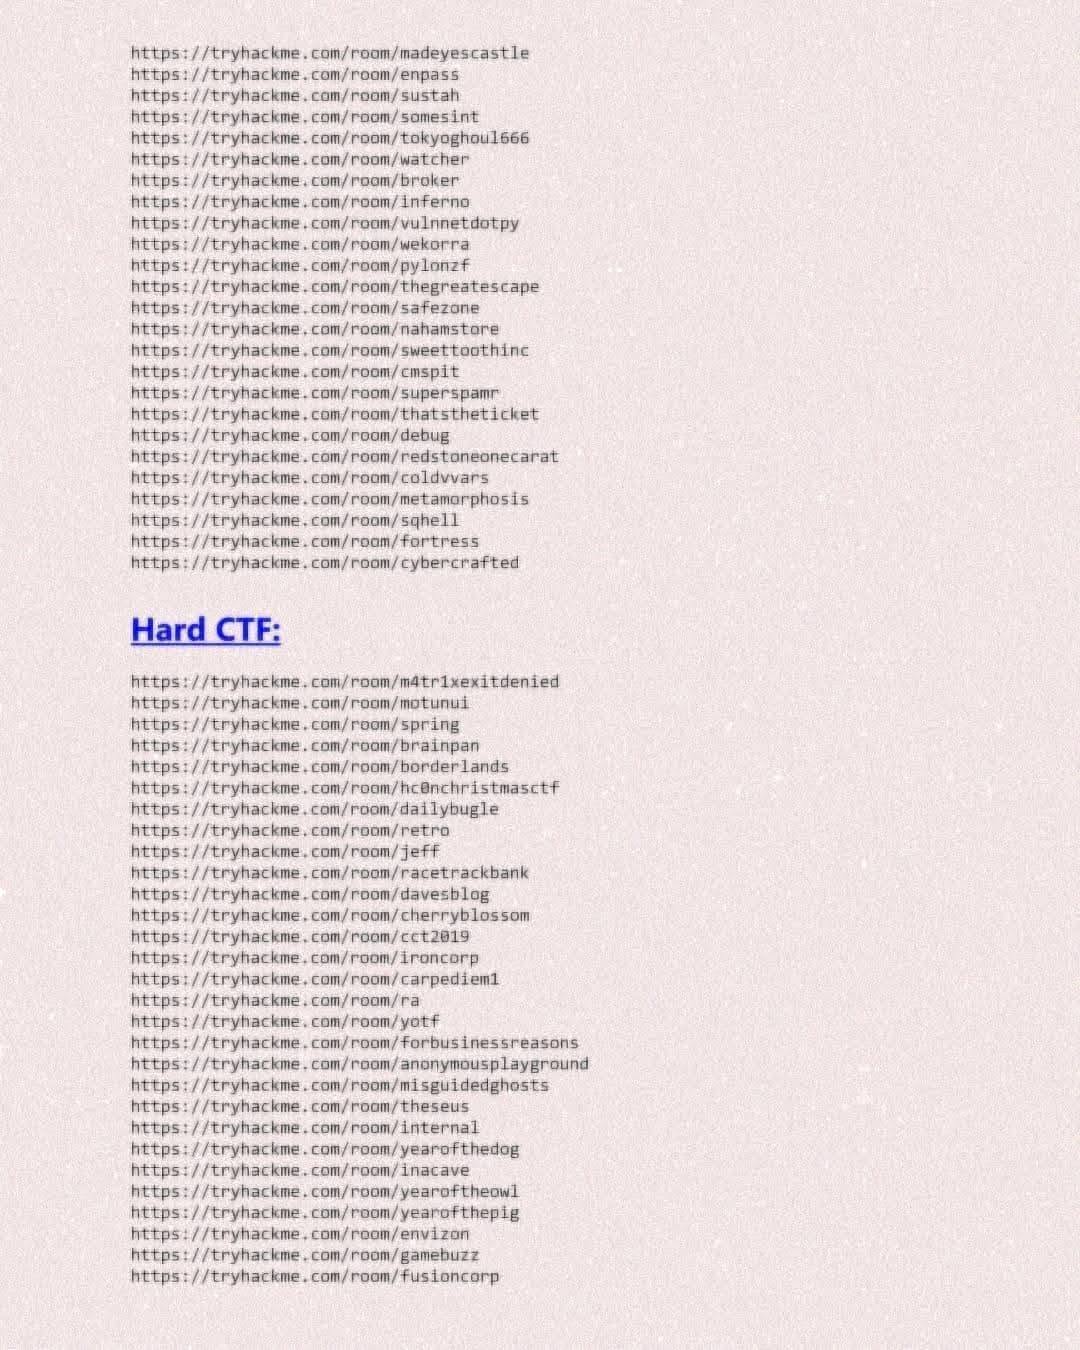 https://tryhackme.com/room/madeyescastle
https://tryhackme.com/room/enpass
https://tryhackme.com/room/sustah
https://tryhackme.com/room/somesint
https://tryhackme.com/room/tokyoghoul666
https://tryhackme.com/room/watcher
https://tryhackme.com/room/broker
https://tryhackme.com/room/inferno
https://tryhackme.com/room/vulnnetdotpy
https://tryhackme.com/room/wekorra
https://tryhackme.com/room/pylonzf
https://tryhackme.com/room/thegreatescape
https://tryhackme.com/room/safezone
https://tryhackme.com/room/nahamstore
https://tryhackme.com/room/sweettoothinc
https://tryhackme.com/room/cmspit
https://tryhackme.com/room/superspamr
https://tryhackme.com/room/thatstheticket
https://tryhackme.com/room/debug
https://tryhackme.com/room/redstoneonecarat
https://tryhackme.com/room/coldvvars
https://tryhackme.com/room/metamorphosis
https://tryhackme.com/room/sqhell
https://tryhackme.com/room/fortress
https://tryhackme.com/room/cybercrafted
Hard CTF:
https://tryhackme.com/room/m4tr1xexitdenied
https://tryhackme.com/room/motunui
https://tryhackme.com/room/spring
https://tryhackme.com/room/brainpan
https://tryhackme.com/room/borderlands
https://tryhackme.com/room/hc0nchristmasctf
https://tryhackme.com/room/dailybugle
https://tryhackme.com/room/retro
https://tryhackme.com/room/jeff
https://tryhackme.com/room/racetrackbank
https://tryhackme.com/room/davesblog
https://tryhackme.com/room/cherryblossom
https://tryhackme.com/room/cct2019
https://tryhackme.com/room/ironcorp
https://tryhackme.com/room/carpediem1
https://tryhackme.com/room/ra
https://tryhackme.com/room/yotf
https://tryhackme.com/room/forbusinessreasons
https://tryhackme.com/room/anonymousplayground
https://tryhackme.com/room/misguidedghosts
https://tryhackme.com/room/theseus
https://tryhackme.com/room/internal
https://tryhackme.com/room/yearofthedog
https://tryhackme.com/room/inacave
https://tryhackme.com/room/yearoftheowl
https://tryhackme.com/room/yearofthepig
https://tryhackme.com/room/envizon
https://tryhackme.com/room/gamebuzz
https://tryhackme.com/room/fusioncorp